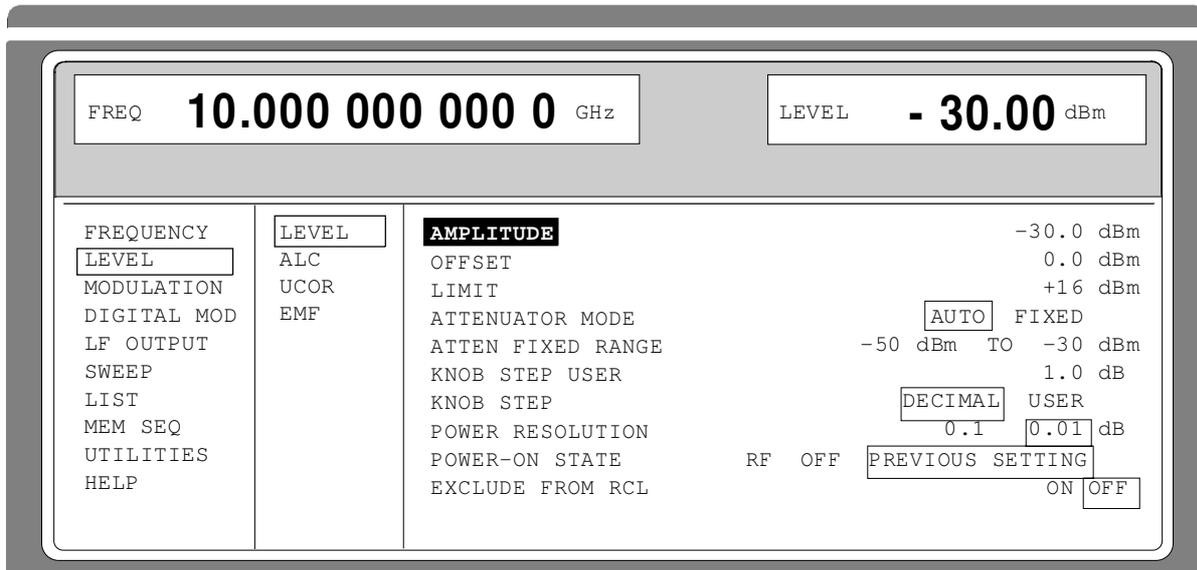 FREQ 10.000 000 000 0 GHz LEVEL - 30.00 dBm
FREQUENCY LEVEL AMPLITUDE -30.0 dBm
LEVEL ALC OFFSET 0.0 dBm
MODULATION UCOR LIMIT +16 dBm
DIGITAL MOD EMF ATTENUATOR MODE AUTO FIXED
LF OUTPUT ATTEN FIXED RANGE -50 dBm TO -30 dBm
SWEEP KNOB STEP USER 1.0 dB
LIST KNOB STEP DECIMAL USER
MEM SEQ POWER RESOLUTION 0.1 0.01 dB
UTILITIES POWER-ON STATE RF OFF PREVIOUS SETTING
HELP EXCLUDE FROM RCL ON OFF